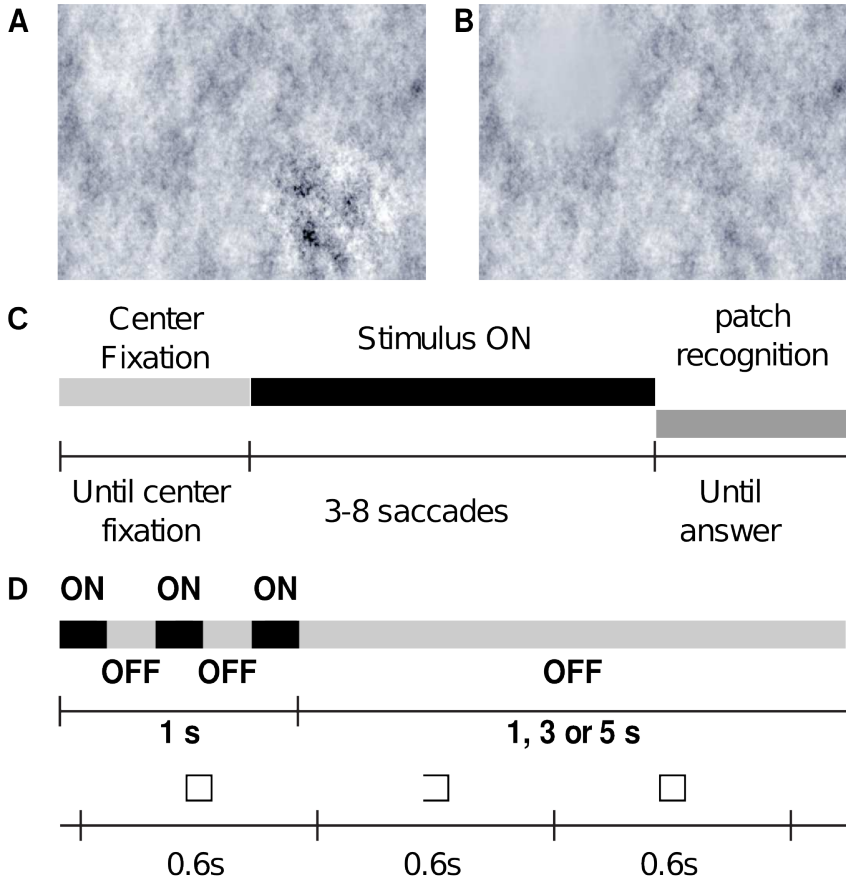 A
B
C
Center
Fixation
Stimulus ON
patch
recognition
Until center
fixation
3-8 saccades
Until
answer
D
ON ON ON
OFF OFF OFF
1 s 1, 3 or 5 s
0.6s 0.6s 0.6s